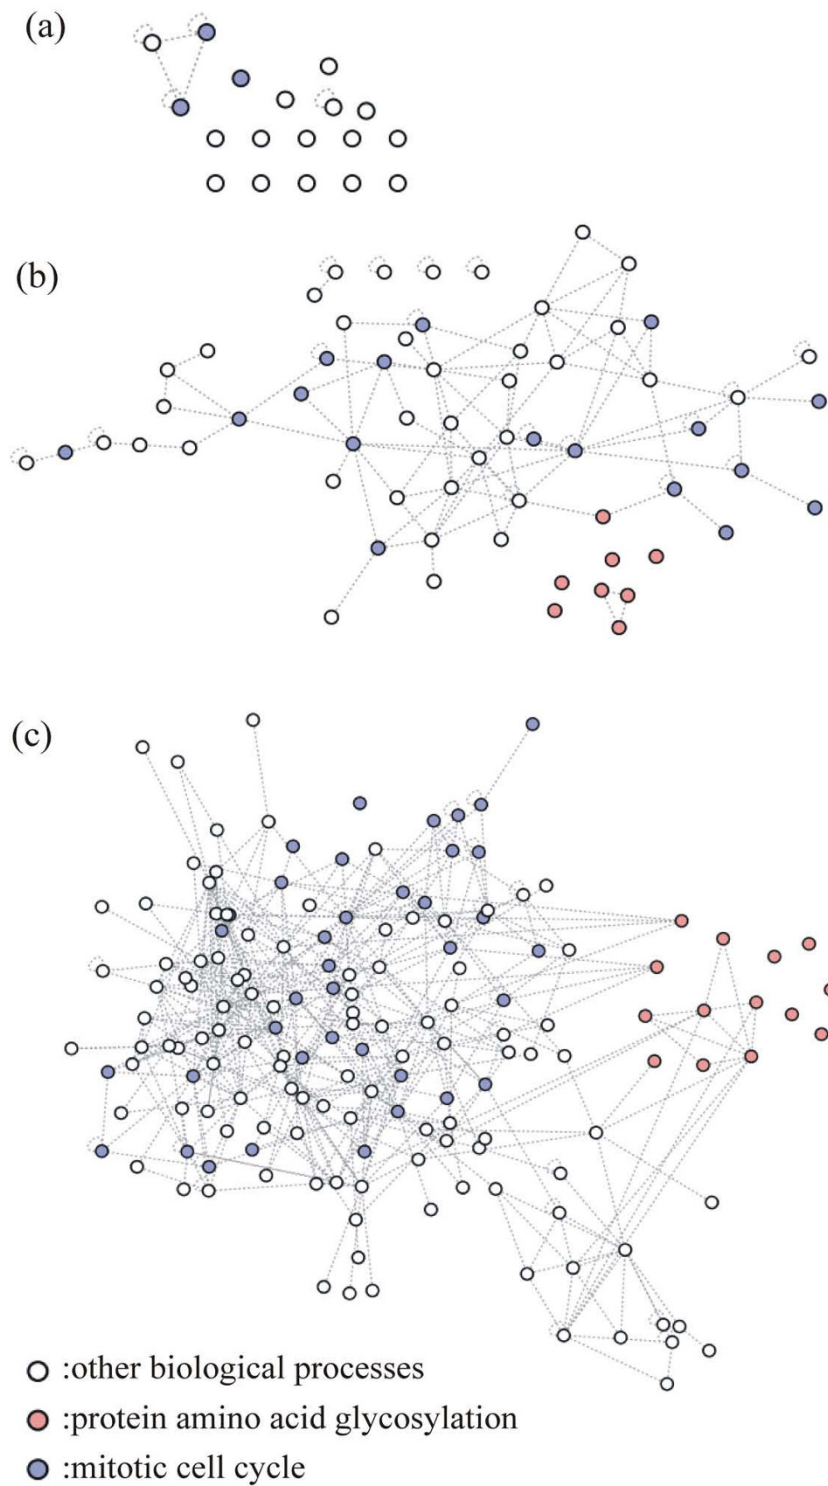 (a)
(b)
(c)
:other biological processes
:protein amino acid glycosylation
:mitotic cell cycle